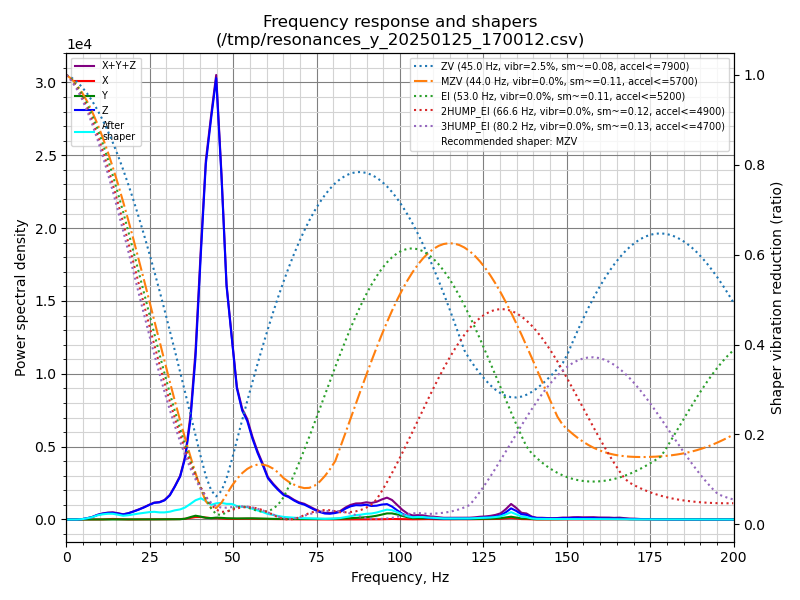 Frequency response and shapers
(/tmp/resonances_y_20250125_170012.csv)
1e4
X+Y+Z
X
Y
Z
After
shaper
ZV (45.0 Hz, vibr=2.5%, sm~=0.08, accel<=7900)
MZV (44.0 Hz, vibr=0.0%, sm~=0.11, accel<=5700)
EI (53.0 Hz, vibr=0.0%, sm~=0.11, accel<=5200)
2HUMP_EI (66.6 Hz, vibr=0.0%, sm~=0.12, accel<=4900)
3HUMP_EI (80.2 Hz, vibr=0.0%, sm~=0.13, accel<=4700)
Recommended shaper: MZV
Power spectral density
3.0
2.5
2.0
1.5
1.0
0.5
0.0
1.0
0.8
0.6
0.4
0.2
0.0
Shaper vibration reduction (ratio)
0 25 50 75 100 125 150 175 200
Frequency, Hz